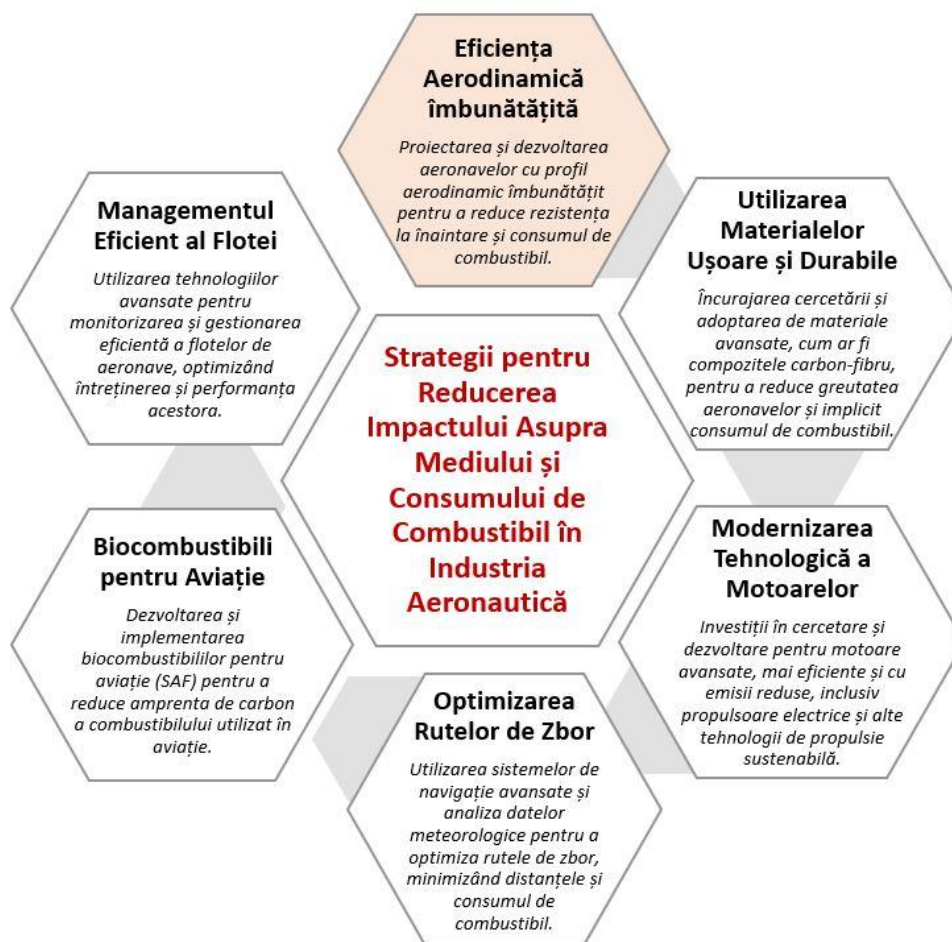 Eficiența
Aerodinamică
îmbunătățită
Proiectarea și dezvoltarea
aeronavelor cu profil
aerodinamic îmbunătățit
pentru a reduce rezistența
la înaintare și consumul de
combustibil.
Utilizarea
Materialelor
Ușoare și Durabile
Încurajarea cercetării și
adoptarea de materiale
avansate, cum ar fi
compozitele carbon-fibru,
pentru a reduce greutatea
aeronavelor și implicit
consumul de combustibil.
Modernizarea
Tehnologică a
Motoarelor
Investiții în cercetare și
dezvoltare pentru motoare
avansate, mai eficiente și cu
emisii reduse, inclusiv
propulsoare electrice și alte
tehnologii de propulsie
sustenabilă.
Optimizarea
Rutelor de Zbor
Utilizarea sistemelor de
navigație avansate și
analiza datelor
meteorologice pentru a
optimiza rutele de zbor,
minimizând distanțele și
consumul de
combustibil.
Biocombustibili
pentru Aviație
Dezvoltarea și
implementarea
biocombustibililor pentru
aviație (SAF) pentru a
reduce amprenta de carbon
a combustibilului utilizat în
aviație.
Managementul
Eficient al Flotei
Utilizarea tehnologiilor
avansate pentru
monitorizarea și gestionarea
eficientă a flotelor de
aeronave, optimizând
întreținerea și performanța
acestora.
Strategii pentru
Reducerea
Impactului Asupra
Mediului și
Consumului de
Combustibil în
Industria
Aeronautică